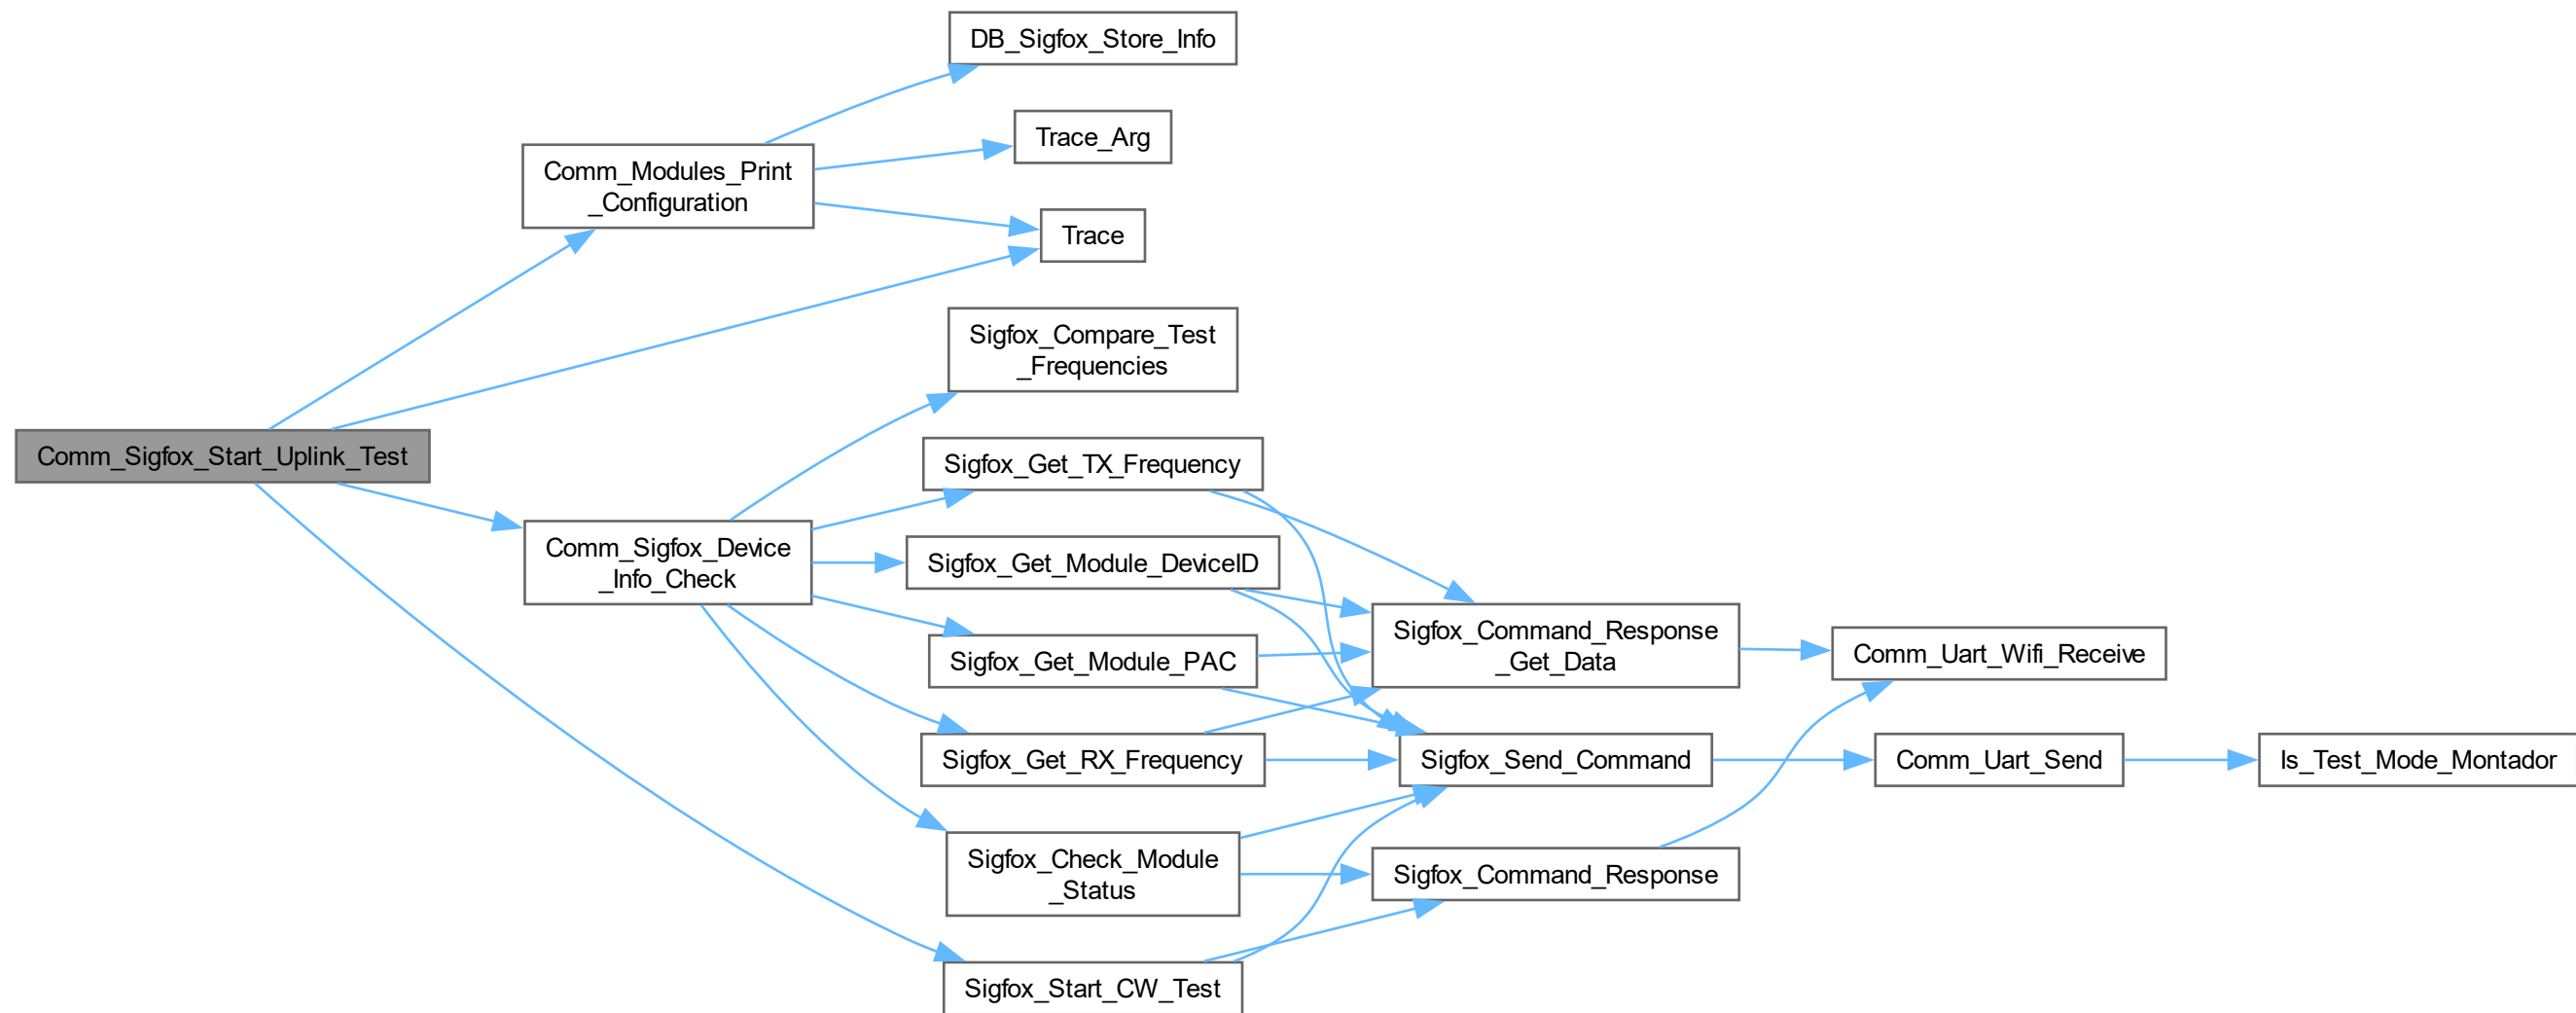 DB_Sigfox_Store_Info
Trace_Arg
Comm_Modules_Print
_Configuration
Trace
Sigfox_Compare_Test
_Frequencies
Comm_Sigfox_Start_Uplink_Test
Sigfox_Get_TX_Frequency
Comm_Sigfox_Device
_Info_Check
Sigfox_Get_Module_DeviceID
Sigfox_Command_Response
_Get_Data
Comm_Uart_Wifi_Receive
Sigfox_Get_Module_PAC
Sigfox_Get_RX_Frequency
Sigfox_Send_Command
Comm_Uart_Send
Is_Test_Mode_Montador
Sigfox_Check_Module
_Status
Sigfox_Command_Response
Sigfox_Start_CW_Test